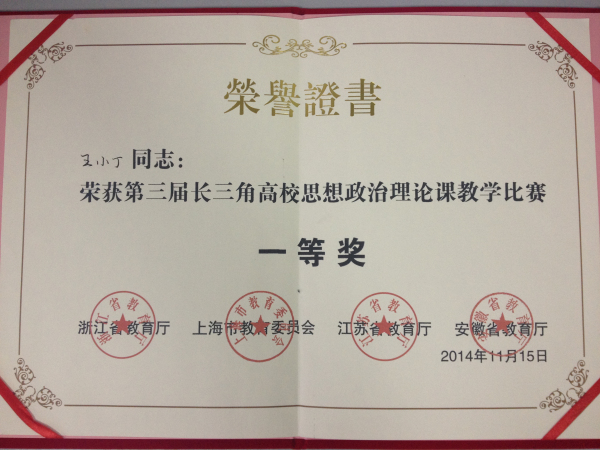 榮譽證書
王小丁 同志：
荣获第三届长三角高校思想政治理论课教学比赛
一等奖
浙江省教育厅 上海市教育委员会 江苏省教育厅 安徽省教育厅
2014年11月15日